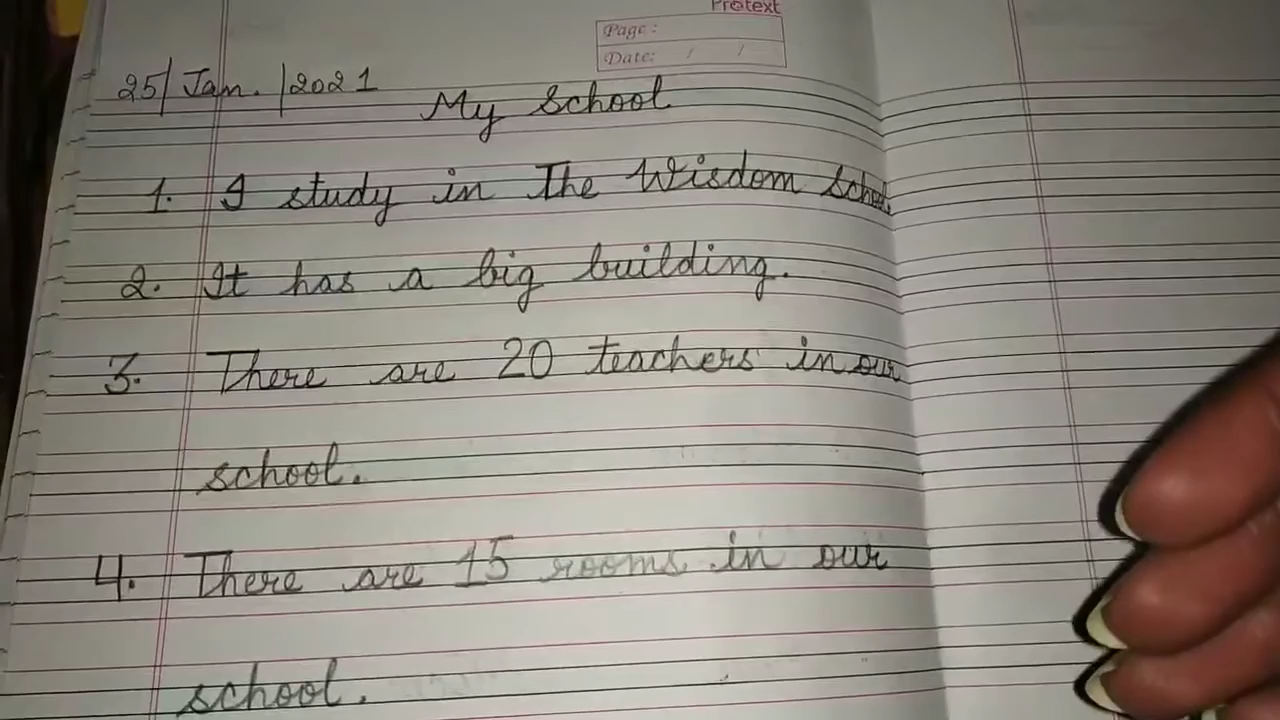 Protext
Page:
Date: / /
25/Jan./2021
My School
1. I study in The Wisdom School.
2. It has a big building.
3. There are 20 teachers in our
school.
4. There are 15 rooms in our
school.